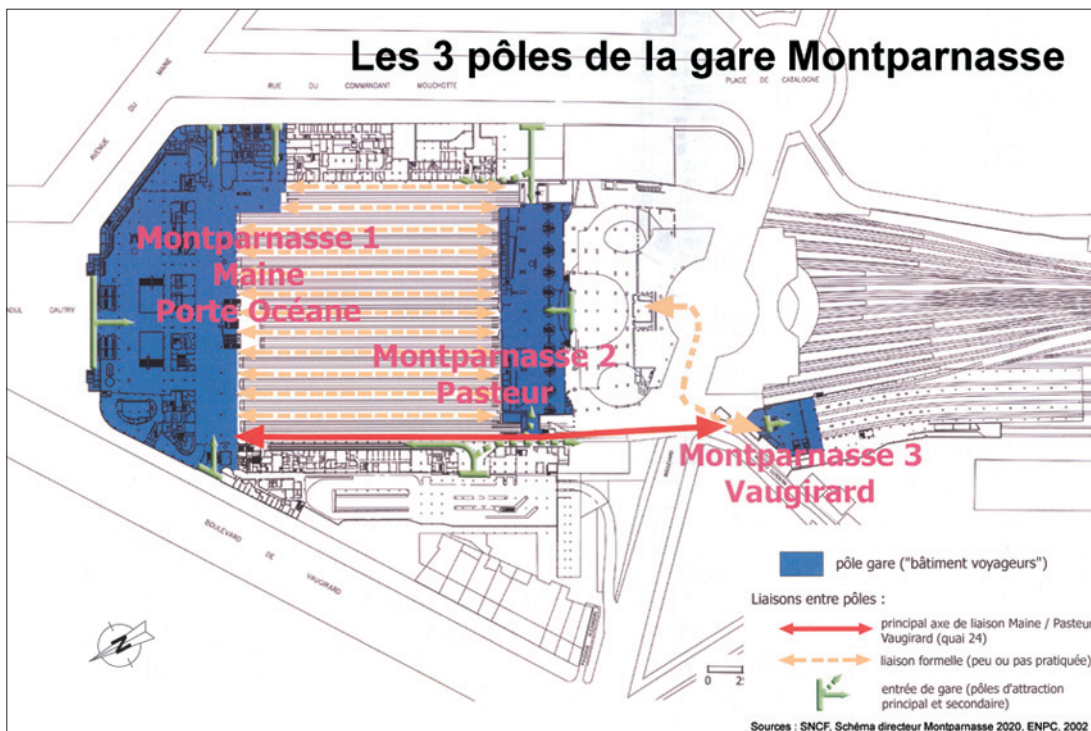 Les 3 pôles de la gare Montparnasse
AVENUE DU MAINE
RUE DU COMMANDANT MOUCHOTTE
PLACE DE CATALOGNE
Montparnasse 1
Maine
Porte Océane
DAUTRY
Montparnasse 2
Pasteur
Montparnasse 3
Vaugirard
BOULEVARD DE VAUGIRARD
N
pôle gare ("bâtiment voyageurs")
Liaisons entre pôles :
principal axe de liaison Maine / Pasteur
Vaugirard (quai 24)
liaison formelle (peu ou pas pratiquée)
entrée de gare (pôles d'attraction
principal et secondaire)
0
Sources : SNCF, Schéma directeur Montparnasse 2020, ENPC, 2002